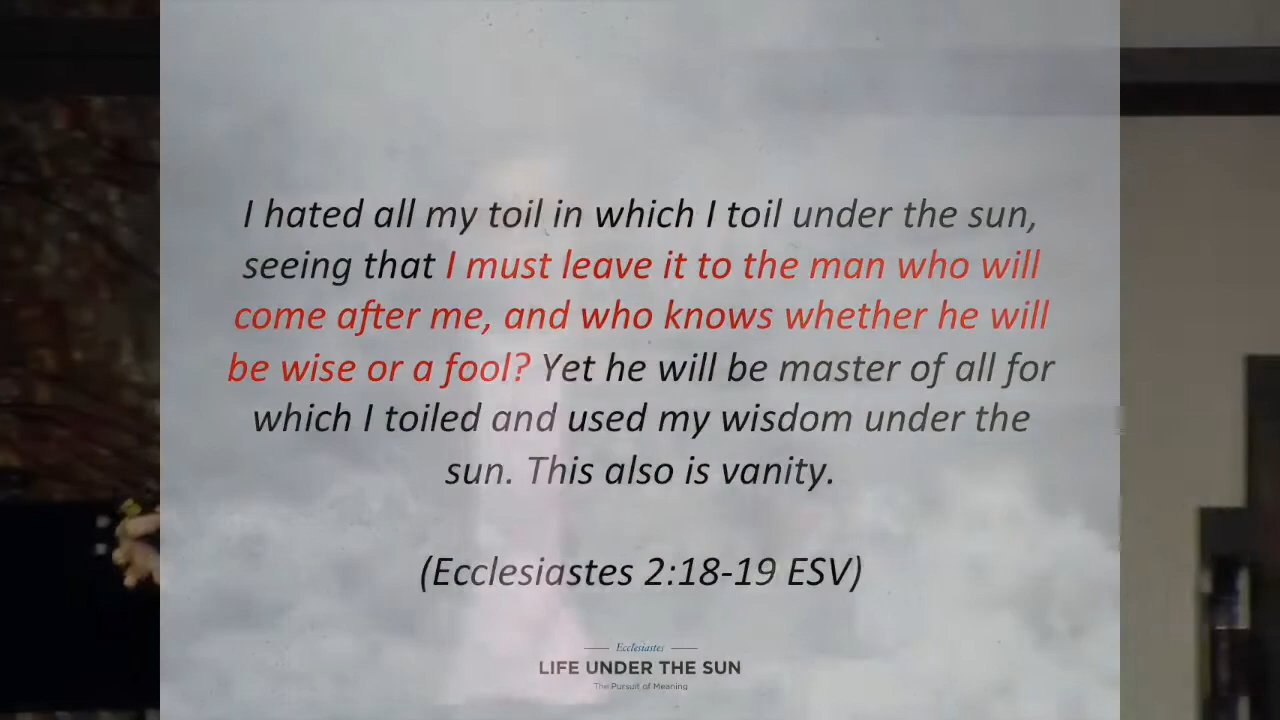 I hated all my toil in which I toil under the sun,
seeing that I must leave it to the man who will
come after me, and who knows whether he will
be wise or a fool? Yet he will be master of all for
which I toiled and used my wisdom under the
sun. This also is vanity.
(Ecclesiastes 2:18-19 ESV)
Ecclesiastes
LIFE UNDER THE SUN
The Pursuit of Meaning